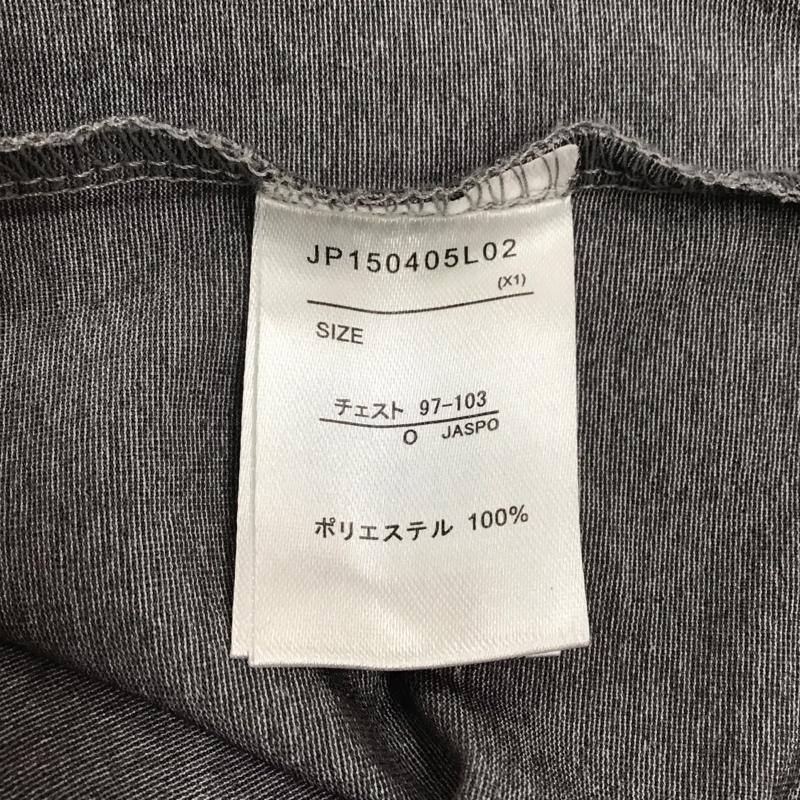 JP150405L02
(X1)
SIZE
チェスト 97-103
O JASPO
ポリエステル 100%